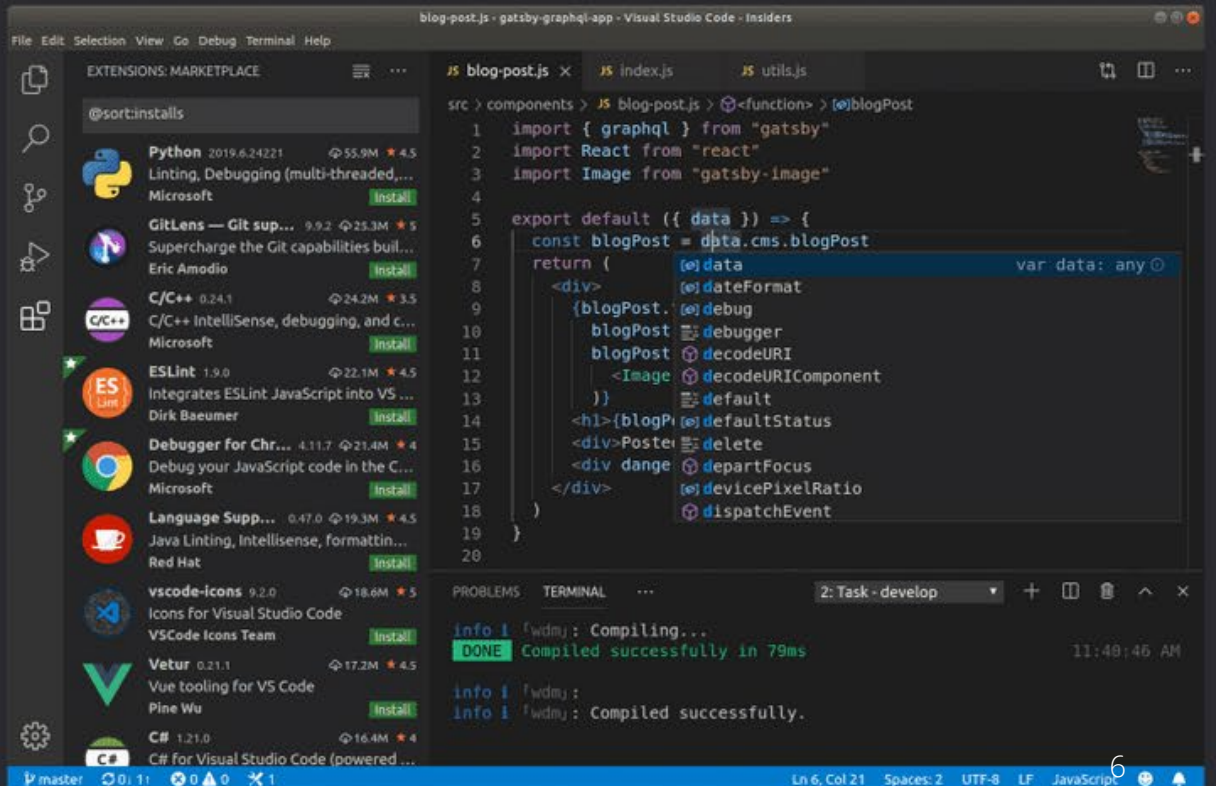 blog-post.js - gatsby-graphql-app - Visual Studio Code - Insiders
File Edit Selection View Go Debug Terminal Help
EXTENSIONS: MARKETPLACE
@sort:installs
Python 2019.6.24221 55.9M ★ 4.5
Linting, Debugging (multi-threaded,...
Microsoft Install
GitLens — Git sup... 9.9.2 25.3M ★ 5
Supercharge the Git capabilities buil...
Eric Amodio Install
C/C++ 0.24.1 24.2M ★ 3.5
C/C++ IntelliSense, debugging, and c...
Microsoft Install
C/C++
ESLint 1.9.0 22.1M ★ 4.5
Integrates ESLint JavaScript into VS ...
Dirk Baeumer Install
ES
Lint
Debugger for Chr... 4.11.7 21.4M ★ 4
Debug your JavaScript code in the C...
Microsoft Install
Language Supp... 0.47.0 19.3M ★ 4.5
Java Linting, Intellisense, formattin...
Red Hat Install
vscode-icons 9.2.0 18.6M ★ 5
Icons for Visual Studio Code
VSCode Icons Team Install
Vetur 0.21.1 17.2M ★ 4.5
Vue tooling for VS Code
Pine Wu Install
C# 1.21.0 16.4M ★ 4
C# for Visual Studio Code (powered ...
C#
JS blog-post.js × JS index.js JS utils.js ...
src > components > JS blog-post.js > <function> > blogPost
1 import { graphql } from "gatsby"
2 import React from "react"
3 import Image from "gatsby-image"
4
5 export default ({ data }) => {
6 const blogPost = data.cms.blogPost
7 return (
8 <div>
9 {blogPost.
10 blogPost
11 blogPost
12 <Image
13 )}
14 <h1>{blogP
15 <div>Poste
16 <div dange
17 </div>
18 )
19 }
20
data var data: any
dateFormat
debug
debugger
decodeURI
decodeURIComponent
default
defaultStatus
delete
departFocus
devicePixelRatio
dispatchEvent
PROBLEMS TERMINAL ... 2: Task - develop
info i ｢wdm｣: Compiling...
DONE Compiled successfully in 79ms 11:40:46 AM
info i ｢wdm｣:
info i ｢wdm｣: Compiled successfully.
master 0↓ 1↑ 0 0 1 Ln 6, Col 21 Spaces: 2 UTF-8 LF JavaScript
6